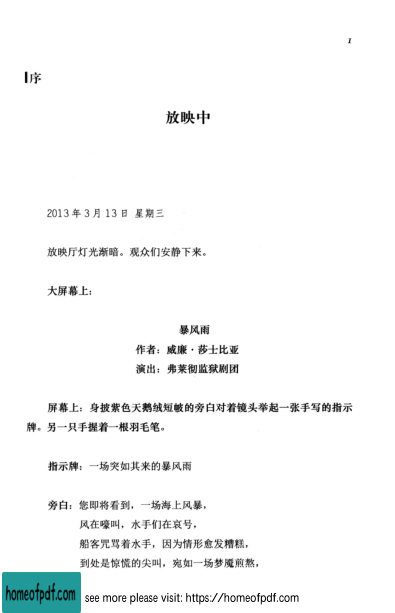 1
序
放映中
2013年3月13日 星期三
放映厅灯光渐暗。观众们安静下来。
大屏幕上：
暴风雨
作者：威廉·莎士比亚
演出：弗莱彻监狱剧团
屏幕上：身披紫色天鹅绒短帔的旁白对着镜头举起一张手写的指示
牌。另一只手握着一根羽毛笔。
指示牌：一场突如其来的暴风雨
旁白：您即将看到，一场海上风暴，
风在嚎叫，水手们在哀号，
船客咒骂着水手，因为情形愈发糟糕，
到处是惊慌的尖叫，宛如一场梦魇煎熬，
homeofpdf.com
see more please visit: https://homeofpdf.com